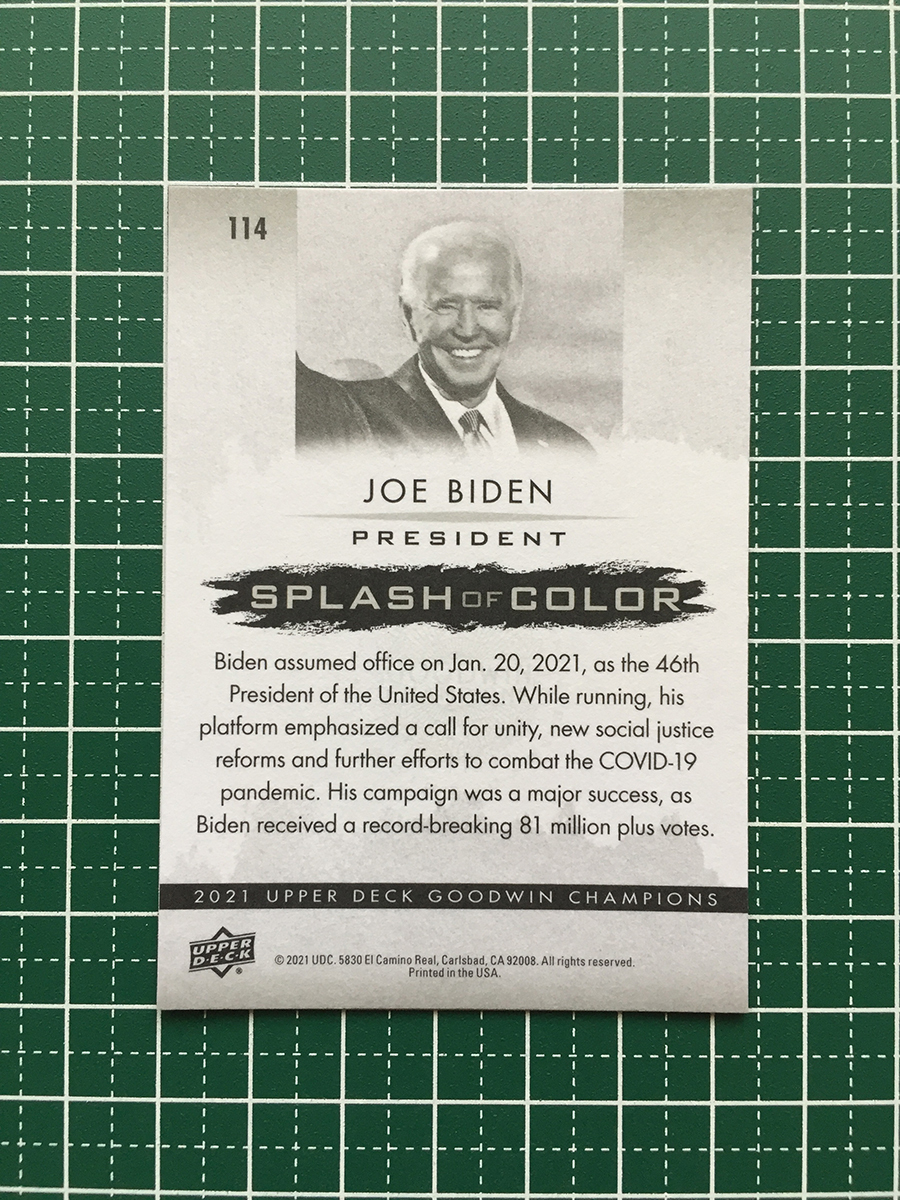 114
JOE BIDEN
PRESIDENT
SPLASH OF COLOR
Biden assumed office on Jan. 20, 2021, as the 46th
President of the United States. While running, his
platform emphasized a call for unity, new social justice
reforms and further efforts to combat the COVID-19
pandemic. His campaign was a major success, as
Biden received a record-breaking 81 million plus votes.
2021 UPPER DECK GOODWIN CHAMPIONS
UPPER
D·E·C·K
®
© 2021 UDC. 5830 El Camino Real, Carlsbad, CA 92008. All rights reserved.
Printed in the USA.